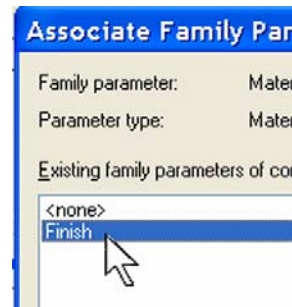 Associate Family Par
Family parameter: Mater
Parameter type: Mater
Existing family parameters of co
<none>
Finish